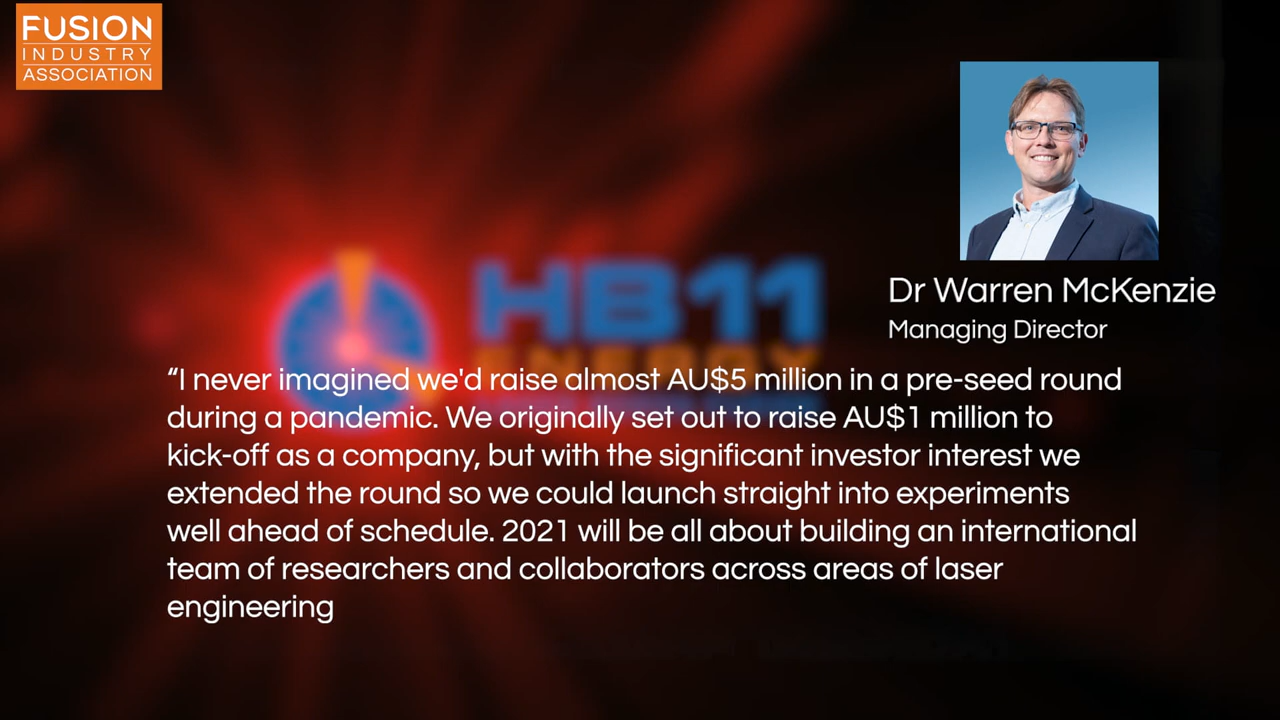 FUSION
INDUSTRY
ASSOCIATION
HB11
ENERGY
Dr Warren McKenzie
Managing Director
“I never imagined we'd raise almost AU$5 million in a pre-seed round
during a pandemic. We originally set out to raise AU$1 million to
kick-off as a company, but with the significant investor interest we
extended the round so we could launch straight into experiments
well ahead of schedule. 2021 will be all about building an international
team of researchers and collaborators across areas of laser
engineering